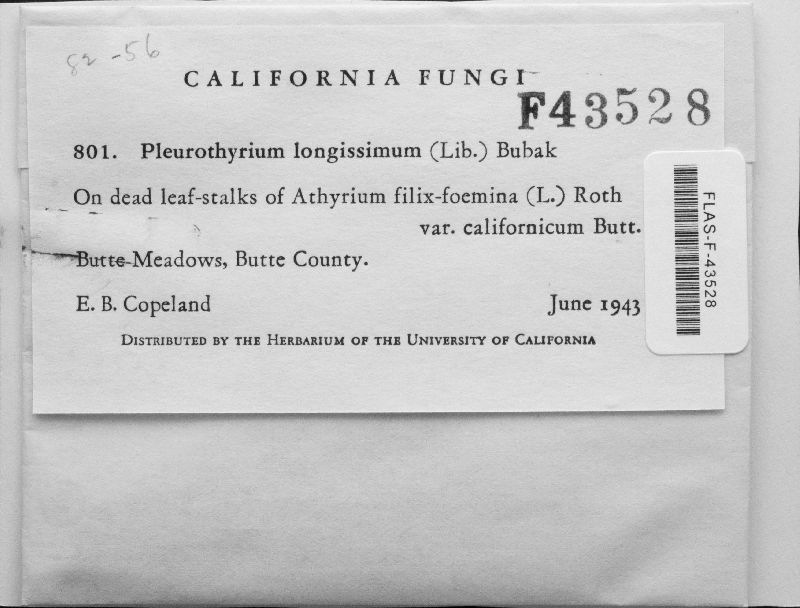 82-56
CALIFORNIA FUNGI
F43528
801. Pleurothyrium longissimum (Lib.) Bubak
On dead leaf-stalks of Athyrium filix-foemina (L.) Roth
var. californicum Butt.
Butte-Meadows, Butte County.
E. B. Copeland June 1943
DISTRIBUTED BY THE HERBARIUM OF THE UNIVERSITY OF CALIFORNIA
FLAS-F-43528